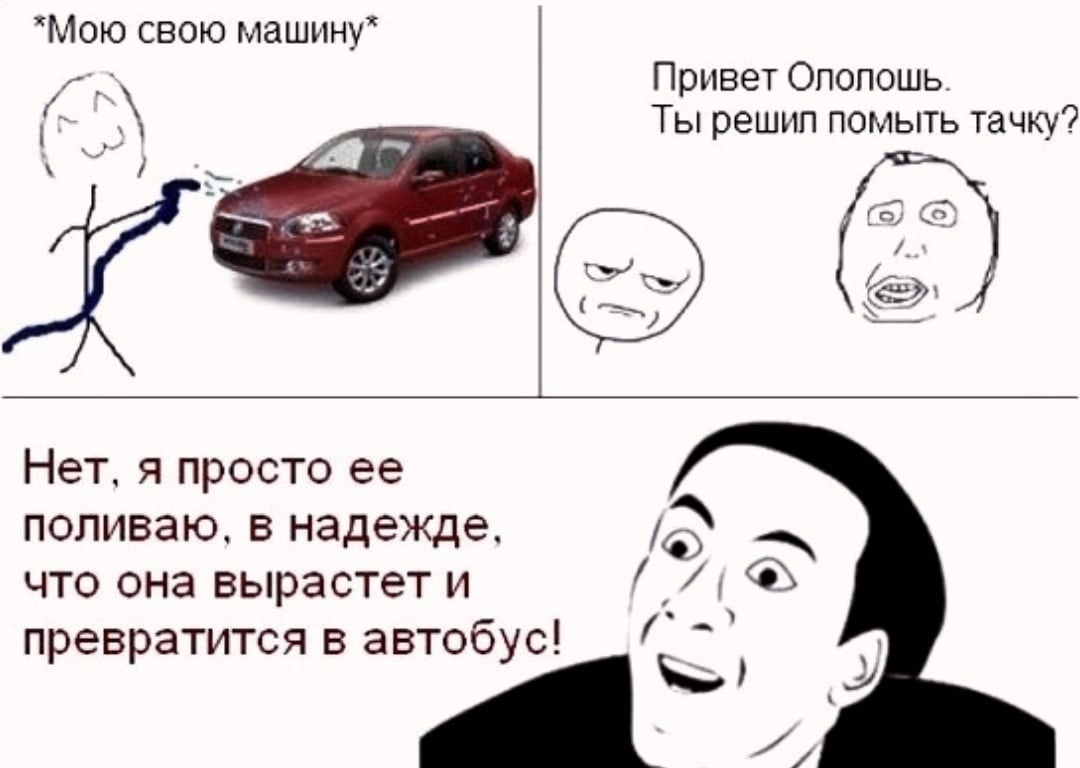 *Мою свою машину*
Привет Ололошь.
Ты решил помыть тачку?
Нет, я просто ее
поливаю, в надежде,
что она вырастет и
превратится в автобус!